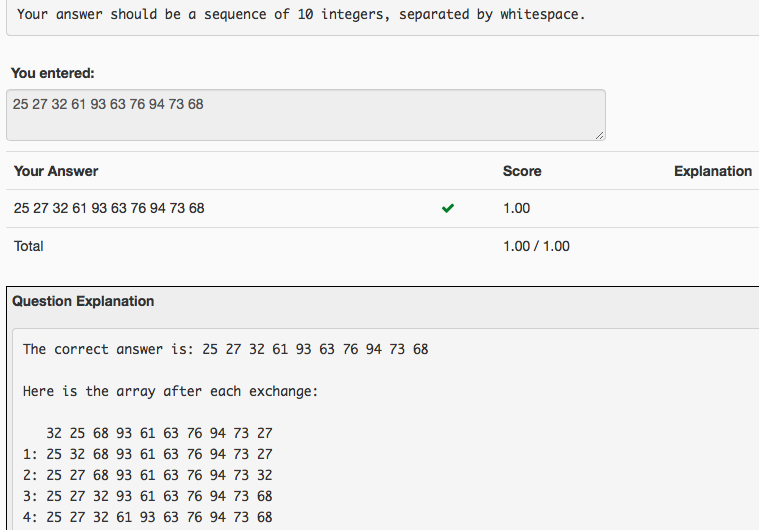 Your answer should be a sequence of 10 integers, separated by whitespace.
You entered:
25 27 32 61 93 63 76 94 73 68
Your Answer Score Explanation
25 27 32 61 93 63 76 94 73 68 1.00
Total 1.00 / 1.00
Question Explanation
The correct answer is: 25 27 32 61 93 63 76 94 73 68
Here is the array after each exchange:
32 25 68 93 61 63 76 94 73 27
1: 25 32 68 93 61 63 76 94 73 27
2: 25 27 68 93 61 63 76 94 73 32
3: 25 27 32 93 61 63 76 94 73 68
4: 25 27 32 61 93 63 76 94 73 68